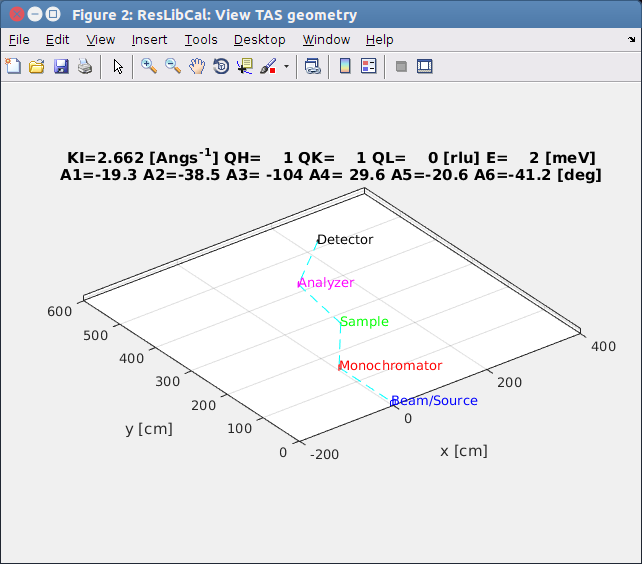 Figure 2: ResLibCal: View TAS geometry
File Edit View Insert Tools Desktop Window Help
KI=2.662 [Angs-1] QH= 1 QK= 1 QL= 0 [rlu] E= 2 [meV]
A1=-19.3 A2=-38.5 A3= -104 A4= 29.6 A5=-20.6 A6=-41.2 [deg]
Detector
Analyzer
600
Sample
500
400
400
Monochromator
300
200
200
Beam/Source
100
0
y [cm]
0
-200
x [cm]